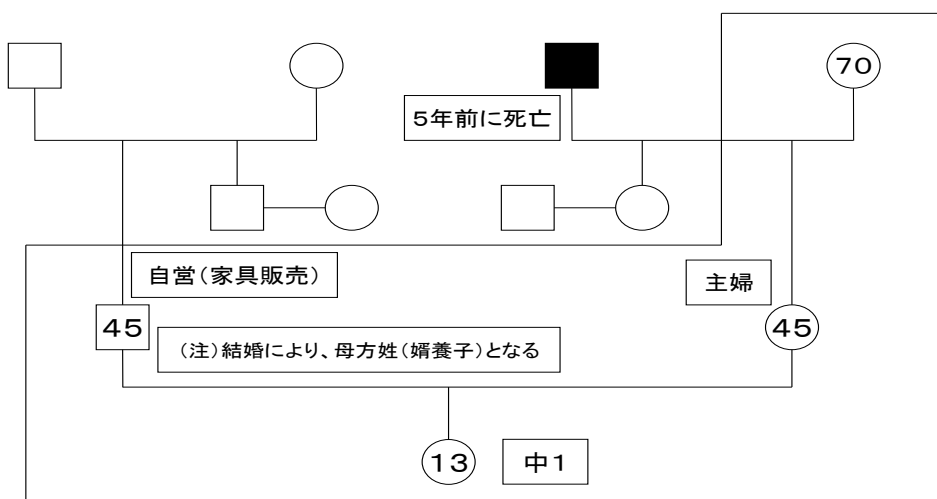 70
5年前に死亡
自営(家具販売)
主婦
45
(注)結婚により、母方姓(婿養子)となる
45
13
中1